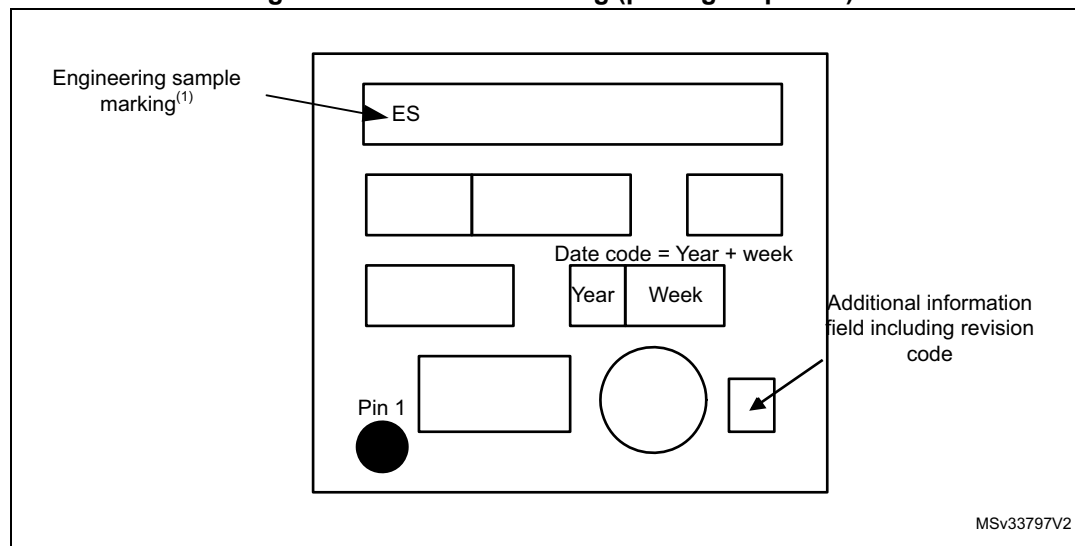 Engineering sample
marking(1)
ES
Date code = Year + week
Year Week
Additional information
field including revision
code
Pin 1
MSv33797V2